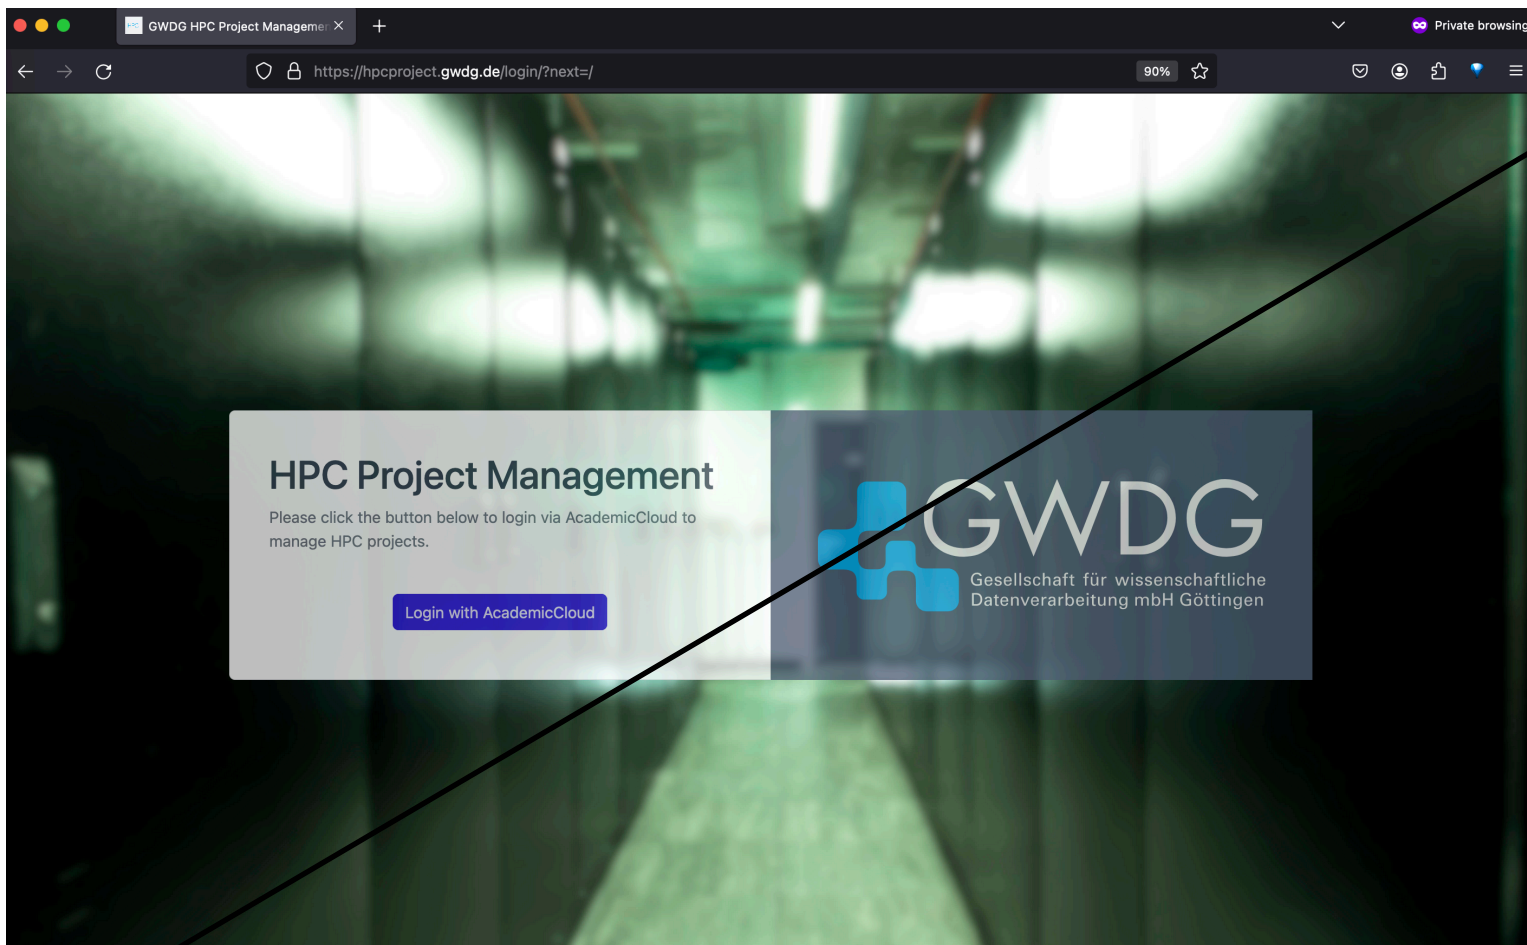 GWDG HPC Project Managemen
Private browsing
https://hpcproject.gwdg.de/login/?next=/
90%
HPC Project Management
Please click the button below to login via AcademicCloud to
manage HPC projects.
Login with AcademicCloud
GWDG
Gesellschaft für wissenschaftliche
Datenverarbeitung mbH Göttingen